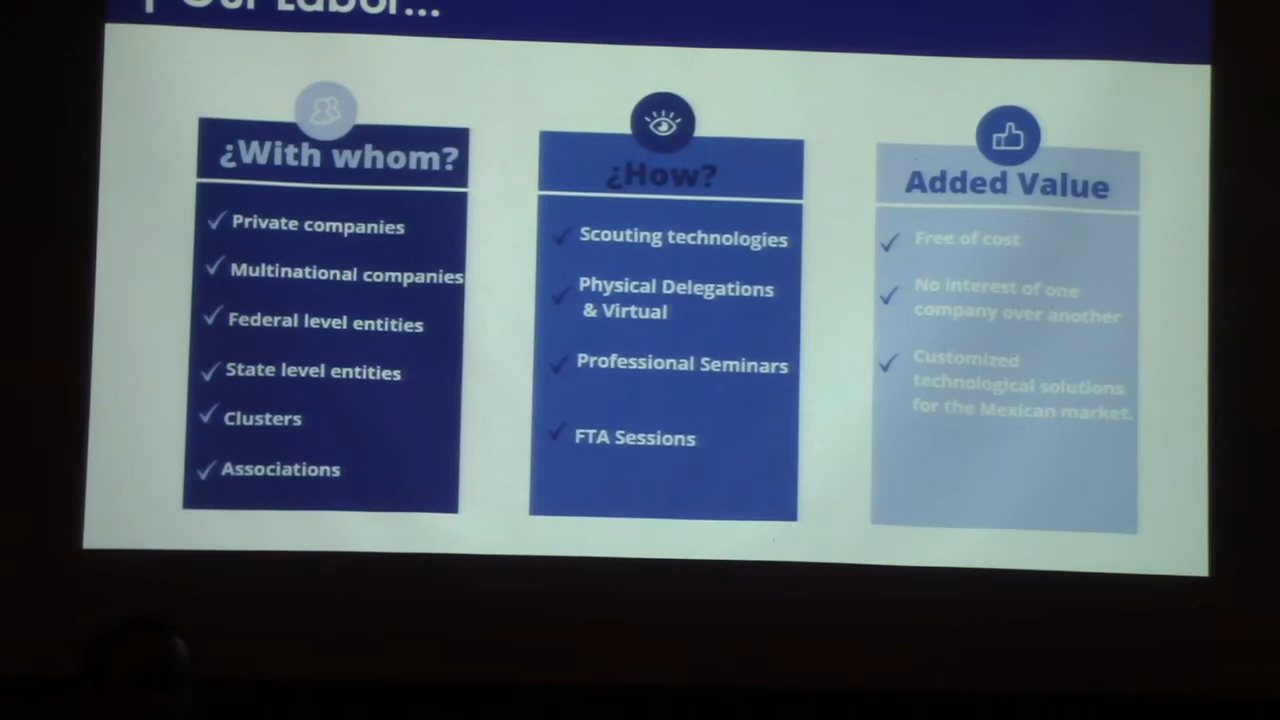 Our Labor...
¿With whom?
Private companies
Multinational companies
Federal level entities
State level entities
Clusters
Associations
¿How?
Scouting technologies
Physical Delegations
& Virtual
Professional Seminars
FTA Sessions
Added Value
Free of cost
No interest of one
company over another
Customized
technological solutions
for the Mexican market.